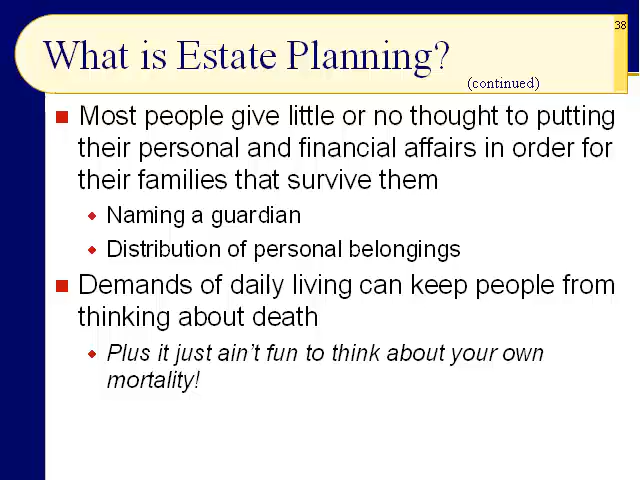 38
What is Estate Planning?
(continued)
Most people give little or no thought to putting
their personal and financial affairs in order for
their families that survive them
Naming a guardian
Distribution of personal belongings
Demands of daily living can keep people from
thinking about death
Plus it just ain’t fun to think about your own
mortality!